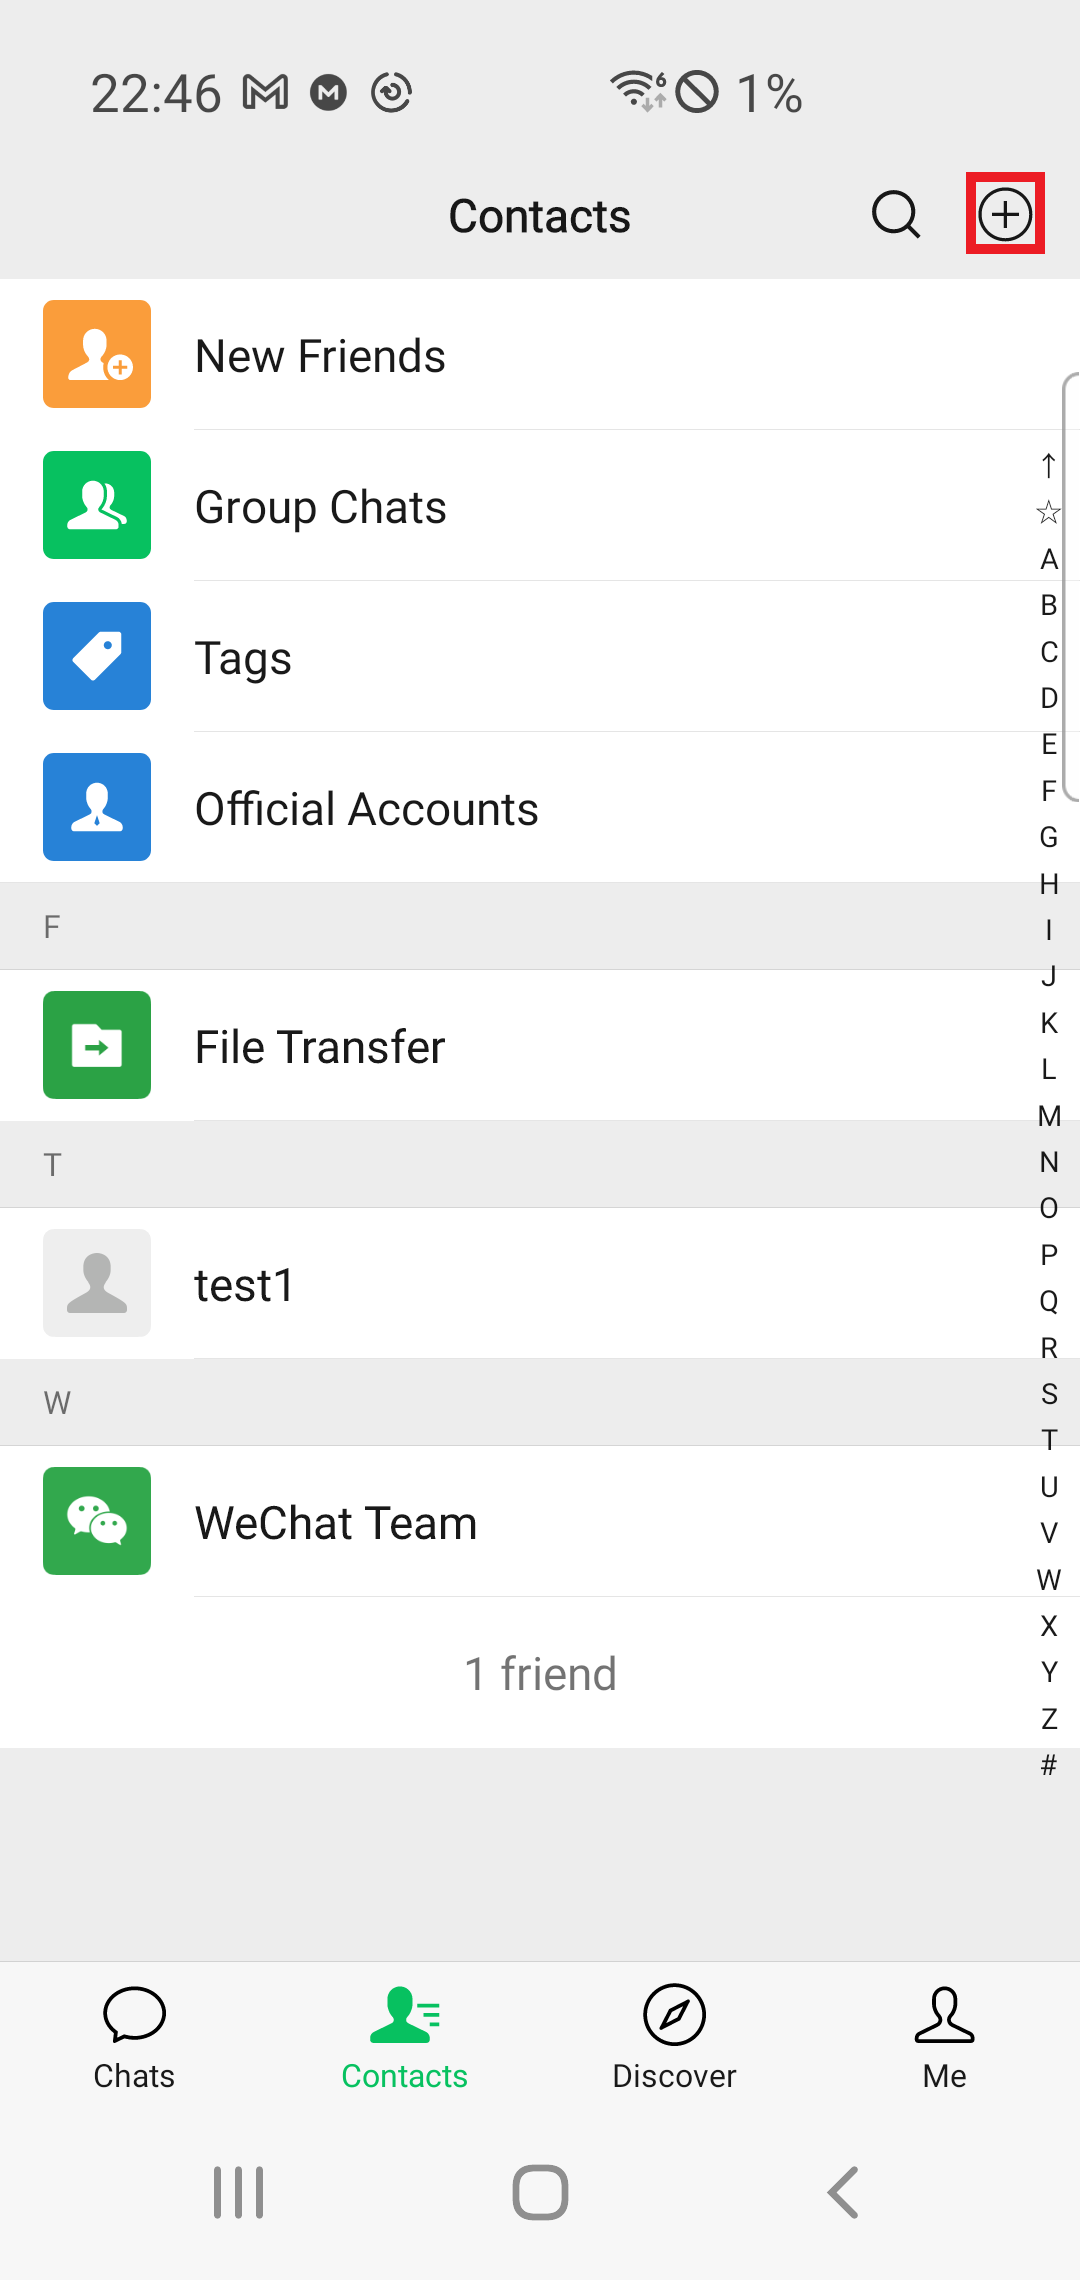 22:46 1%
Contacts
New Friends
Group Chats
Tags
Official Accounts
F
File Transfer
T
test1
W
WeChat Team
1 friend
↑
☆
A
B
C
D
E
F
G
H
I
J
K
L
M
N
O
P
Q
R
S
T
U
V
W
X
Y
Z
#
Chats Contacts Discover Me